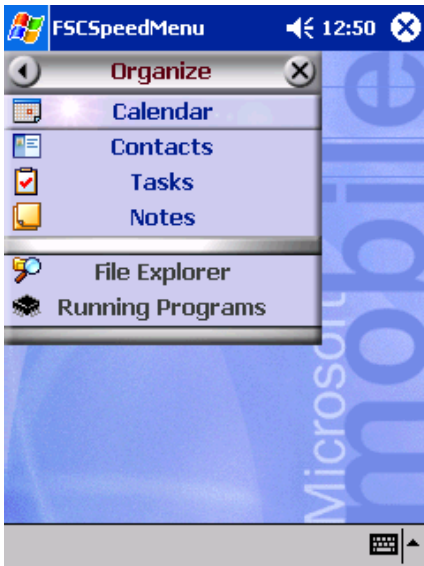 FSCSpeedMenu 12:50
Organize
Calendar
Contacts
Tasks
Notes
File Explorer
Running Programs
Microsoft
mobile